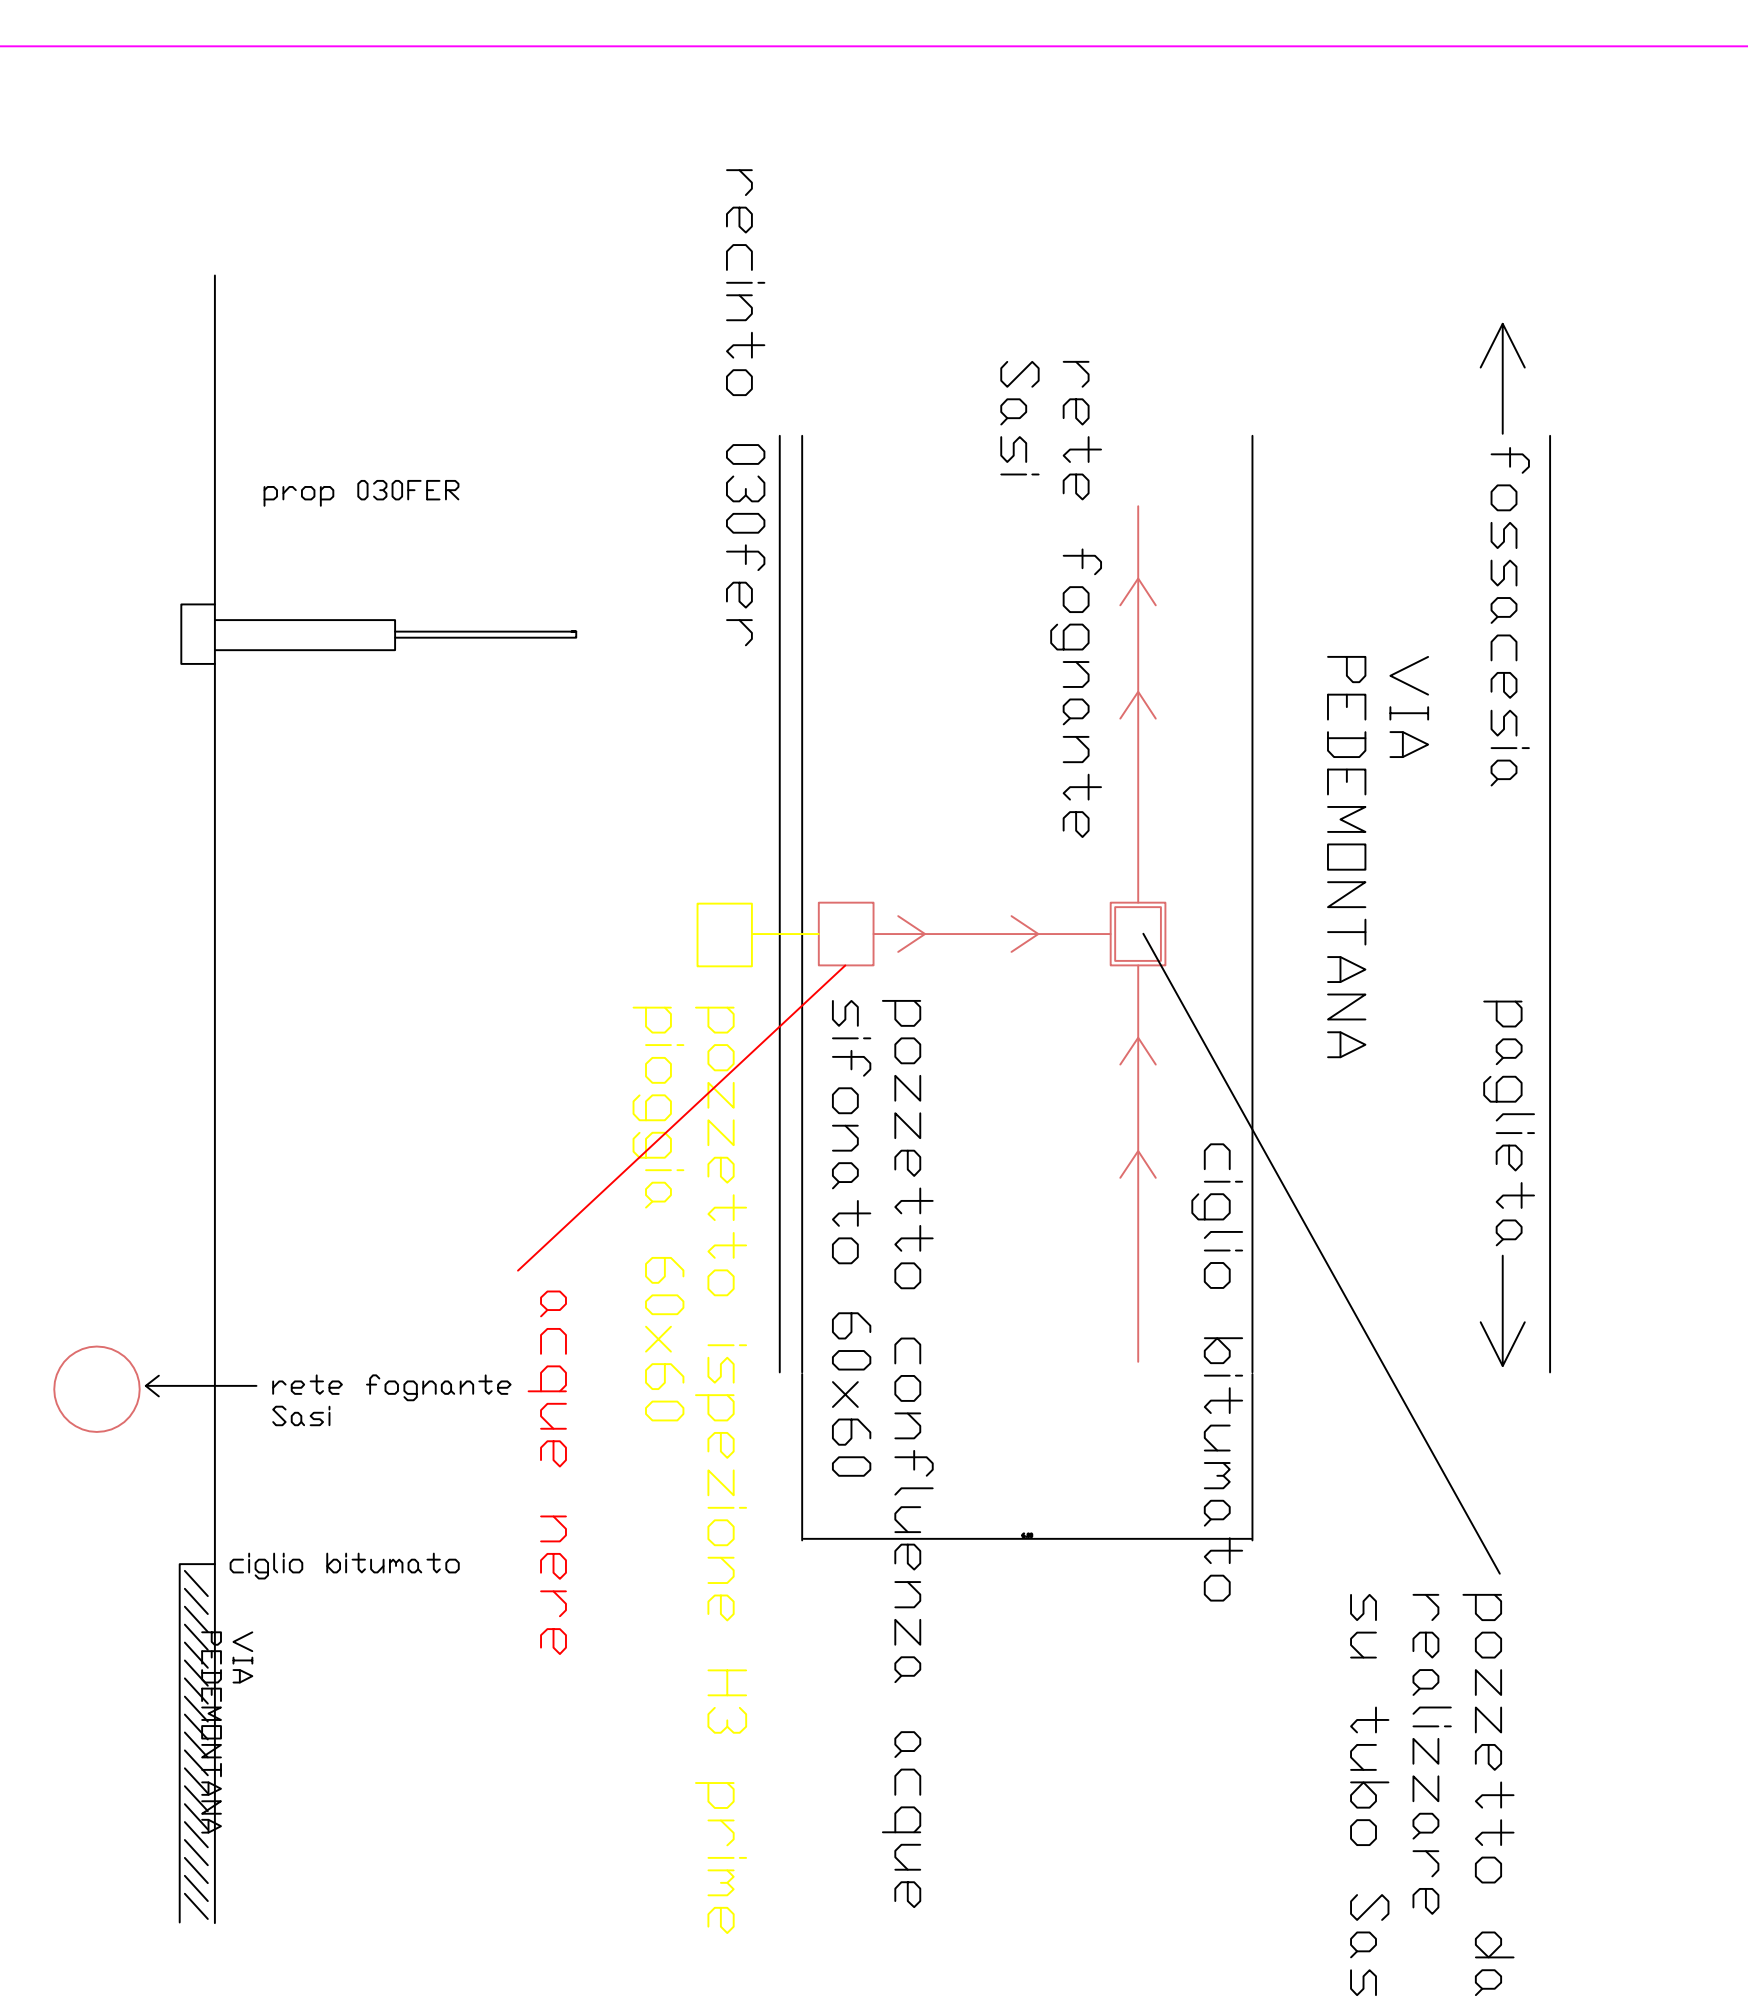 recinto 030fer
rete fognante
Sasi
fossacesia
VIA
PEDEMONTANA
paglieta
prop 030FER
pozzetto ispezione H3 prime
pioggia 60x60
pozzetto confluenza acque
sifonato 60x60
ciglio bitumato
acque nere
rete fognante
Sasi
ciglio bitumato
VIA
PEDEMONTANA
pozzetto da
realizzare
su tubo Sas